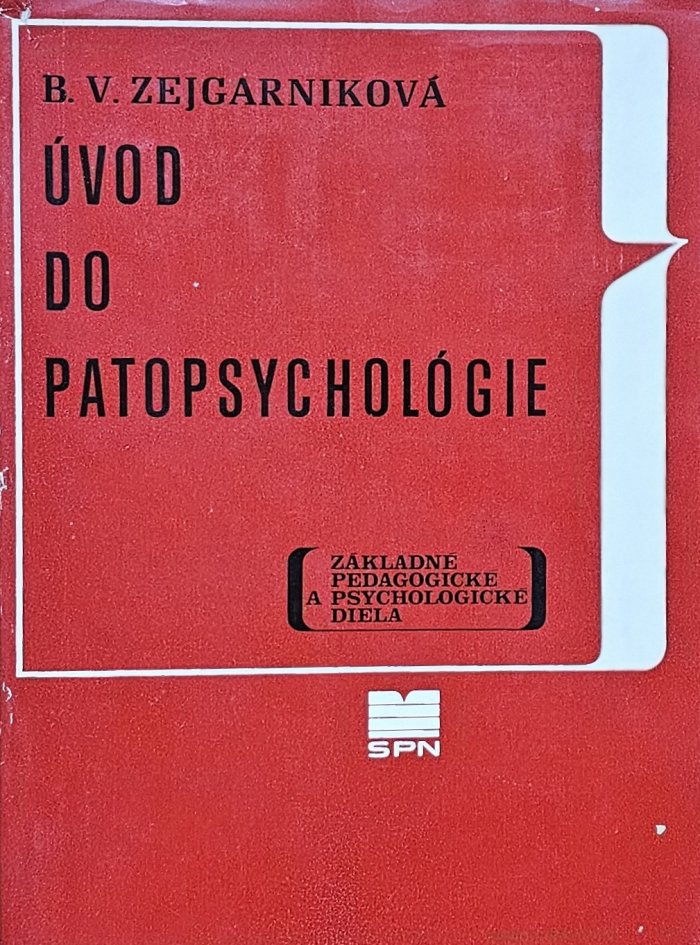 B. V. ZEJGARNIKOVÁ
ÚVOD
DO
PATOPSYCHOLÓGIE
ZÁKLADNÉ
PEDAGOGICKÉ
A PSYCHOLOGICKÉ
DIELA
SPN